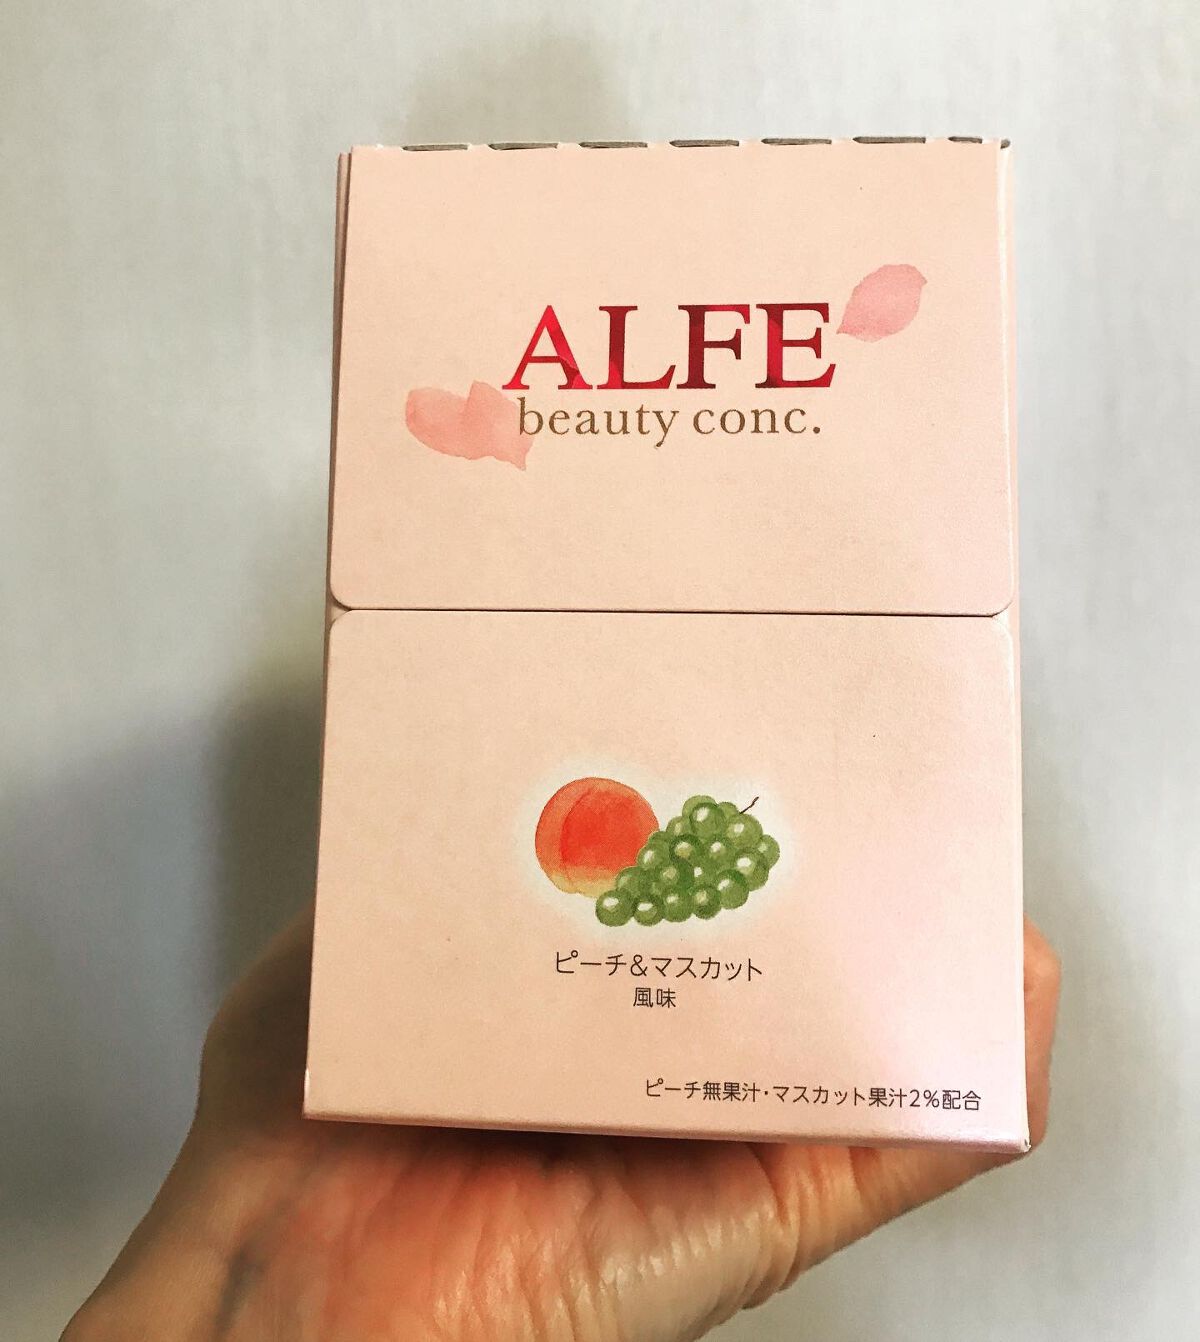 ALFE
beauty conc.
ピーチ&マスカット
風味
ピーチ無果汁・マスカット果汁2%配合